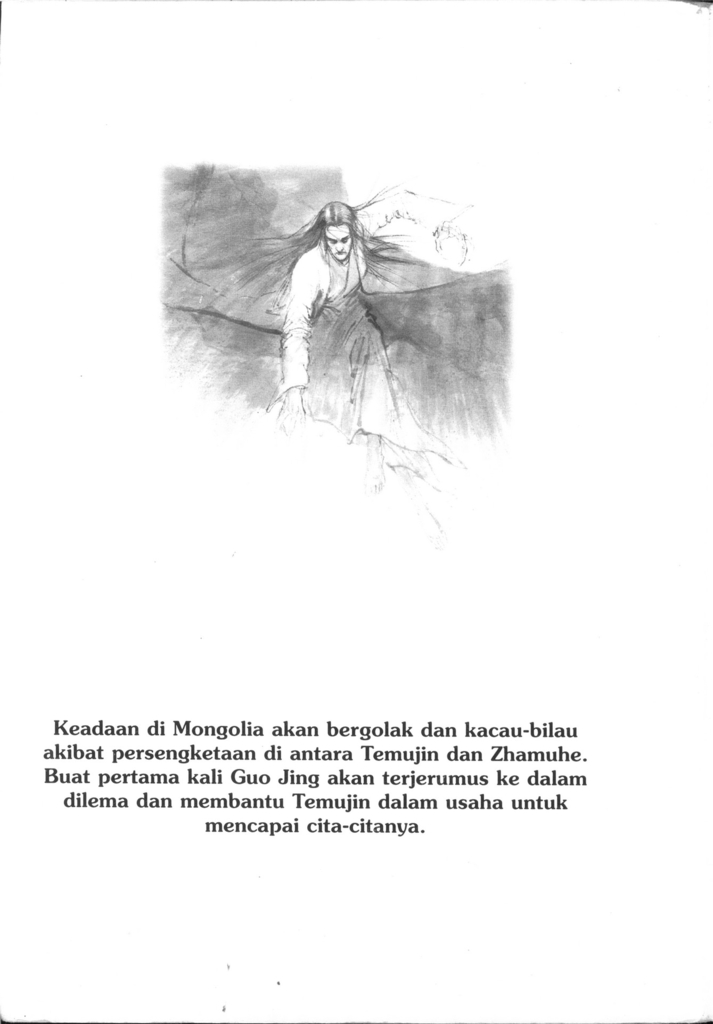 Keadaan di Mongolia akan bergolak dan kacau-bilau
akibat persengketaan di antara Temujin dan Zhamuhe.
Buat pertama kali Guo Jing akan terjerumus ke dalam
dilema dan membantu Temujin dalam usaha untuk
mencapai cita-citanya.